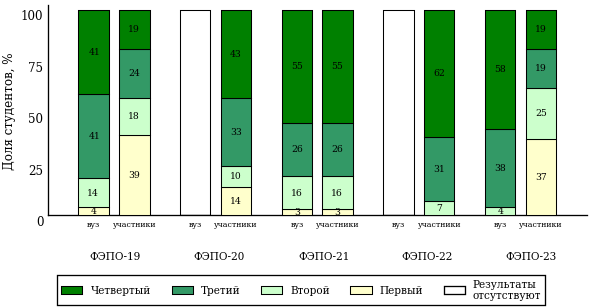 100
75
50
25
0
Доля студентов, %
41 41 14 4
19 24 18 39
43 33 10 14
55 26 16 3
55 26 16 3
62 31 7
58 38 4
19 19 25 37
вуз участники вуз участники вуз участники вуз участники вуз участники
ФЭПО-19 ФЭПО-20 ФЭПО-21 ФЭПО-22 ФЭПО-23
Четвертый Третий Второй Первый Результаты
отсутствуют